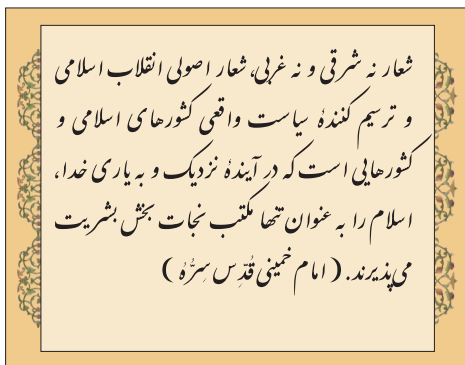 شعار نه شرقی و نه غربی، شعار اصولی انقلاب اسلامی
و ترسیم کنندهٔ سیاست واقعی کشورهای اسلامی و
کشورهایی است که در آیندهٔ نزدیک و به یاری خدا،
اسلام را به عنوان تنها مکتب نجات بخش بشریت
می‌پذیرند. ( امام خمینی قُدِّس سِرُّهُ )